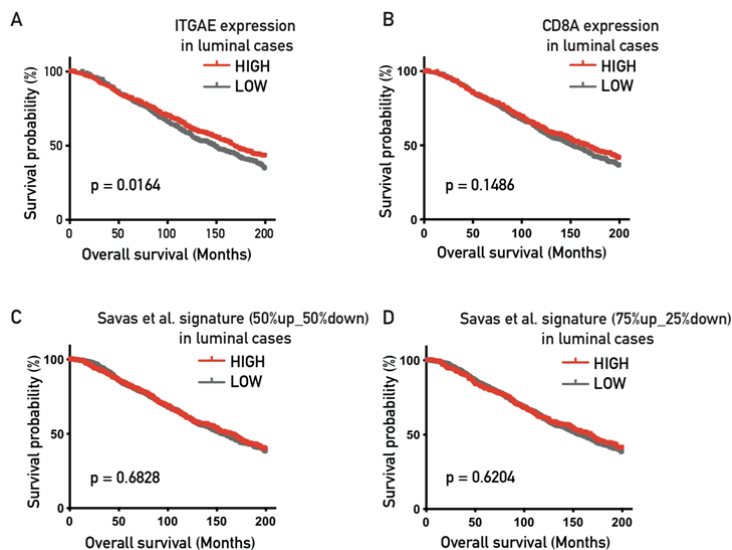 A
ITGAE expression
in luminal cases
HIGH
LOW
Survival probability (%)
100
50
0
p = 0.0164
0 50 100 150 200
Overall survival (Months)
B
CD8A expression
in luminal cases
HIGH
LOW
Survival probability (%)
100
50
0
p = 0.1486
0 50 100 150 200
Overall survival (Months)
C
Savas et al. signature (50%up_50%down)
in luminal cases
HIGH
LOW
Survival probability (%)
100
50
0
p = 0.6828
0 50 100 150 200
Overall survival (Months)
D
Savas et al. signature (75%up_25%down)
in luminal cases
HIGH
LOW
Survival probability (%)
100
50
0
p = 0.6204
0 50 100 150 200
Overall survival (Months)